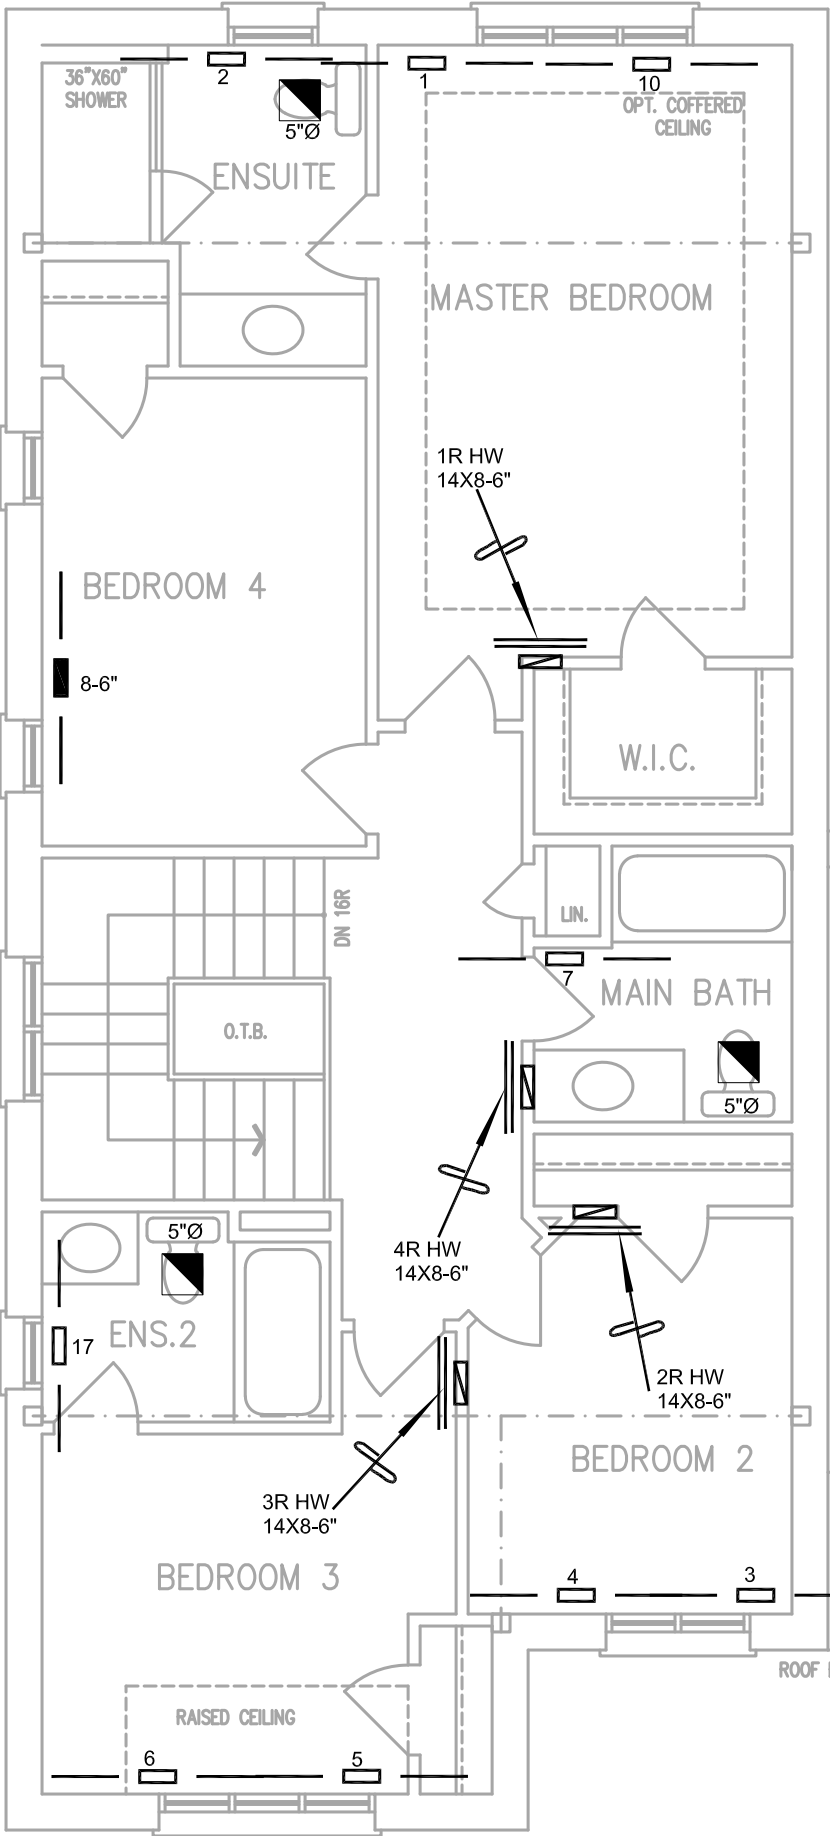 36"X60"
SHOWER
2
1
10
5"Ø
OPT. COFFERED
CEILING
ENSUITE
MASTER BEDROOM
1R HW
14X8-6"
BEDROOM 4
8-6"
W.I.C.
DN 16R
LIN.
7
MAIN BATH
O.T.B.
5"Ø
4R HW
14X8-6"
5"Ø
ENS.2
17
2R HW
14X8-6"
BEDROOM 2
3R HW
14X8-6"
BEDROOM 3
4
3
ROOF
RAISED CEILING
6
5